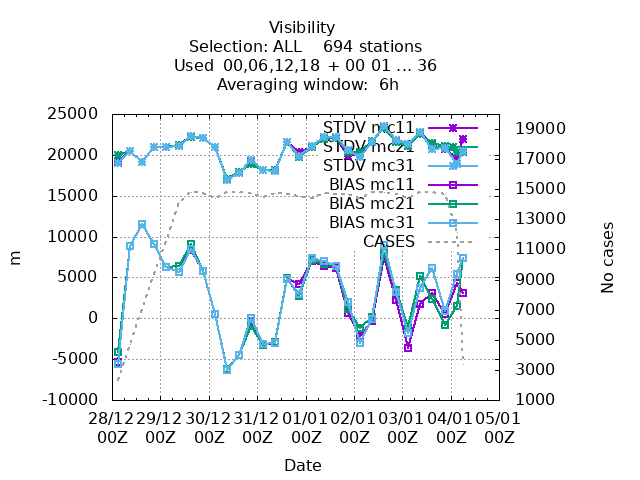 Visibility
Selection: ALL    694 stations
Used  00,06,12,18  + 00 01 ... 36
Averaging window:  6h
25000
20000
15000
10000
5000
0
-5000
-10000
m
19000
17000
15000
13000
11000
9000
7000
5000
3000
1000
No cases
STDV mc11
STDV mc21
STDV mc31
BIAS mc11
BIAS mc21
BIAS mc31
CASES
28/12 29/12 30/12 31/12 01/01 02/01 03/01 04/01 05/01
00Z 00Z 00Z 00Z 00Z 00Z 00Z 00Z 00Z
Date